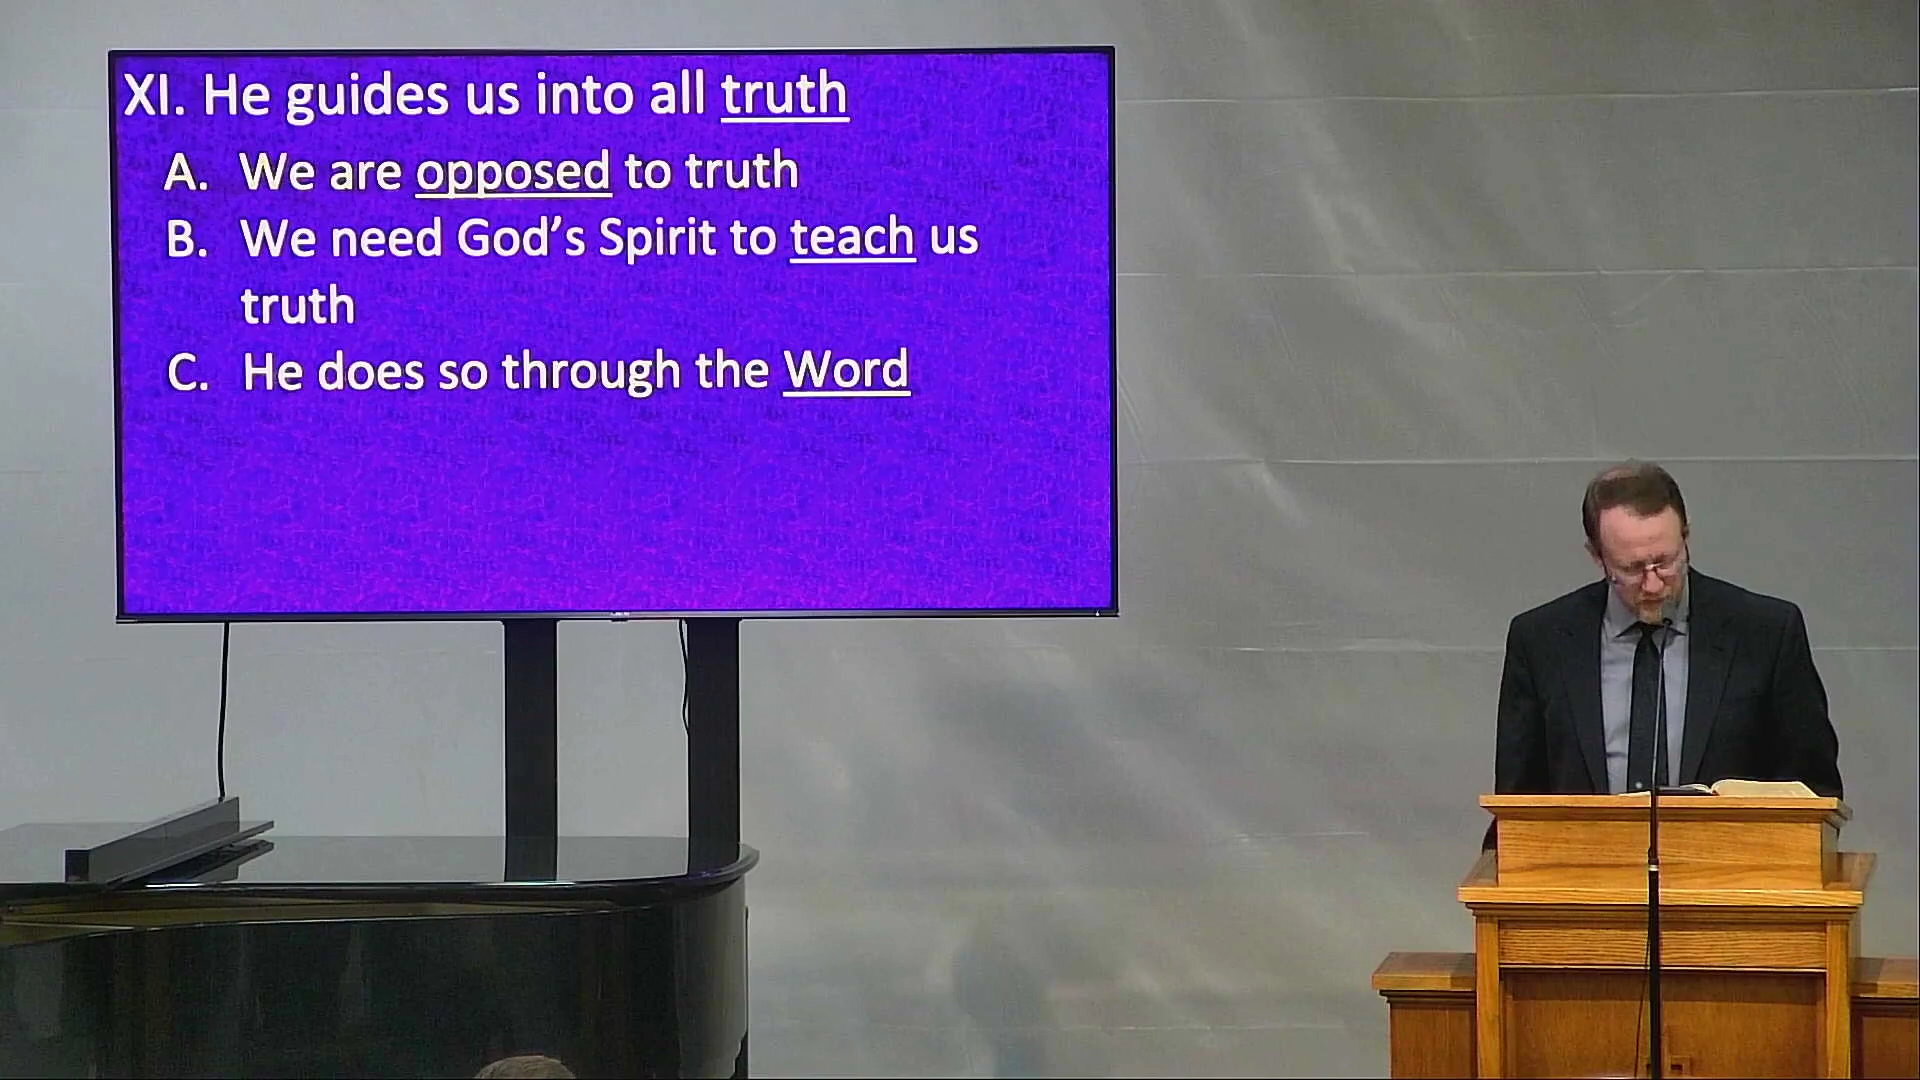 XI. He guides us into all truth
A. We are opposed to truth
B. We need God's Spirit to teach us
truth
C. He does so through the Word